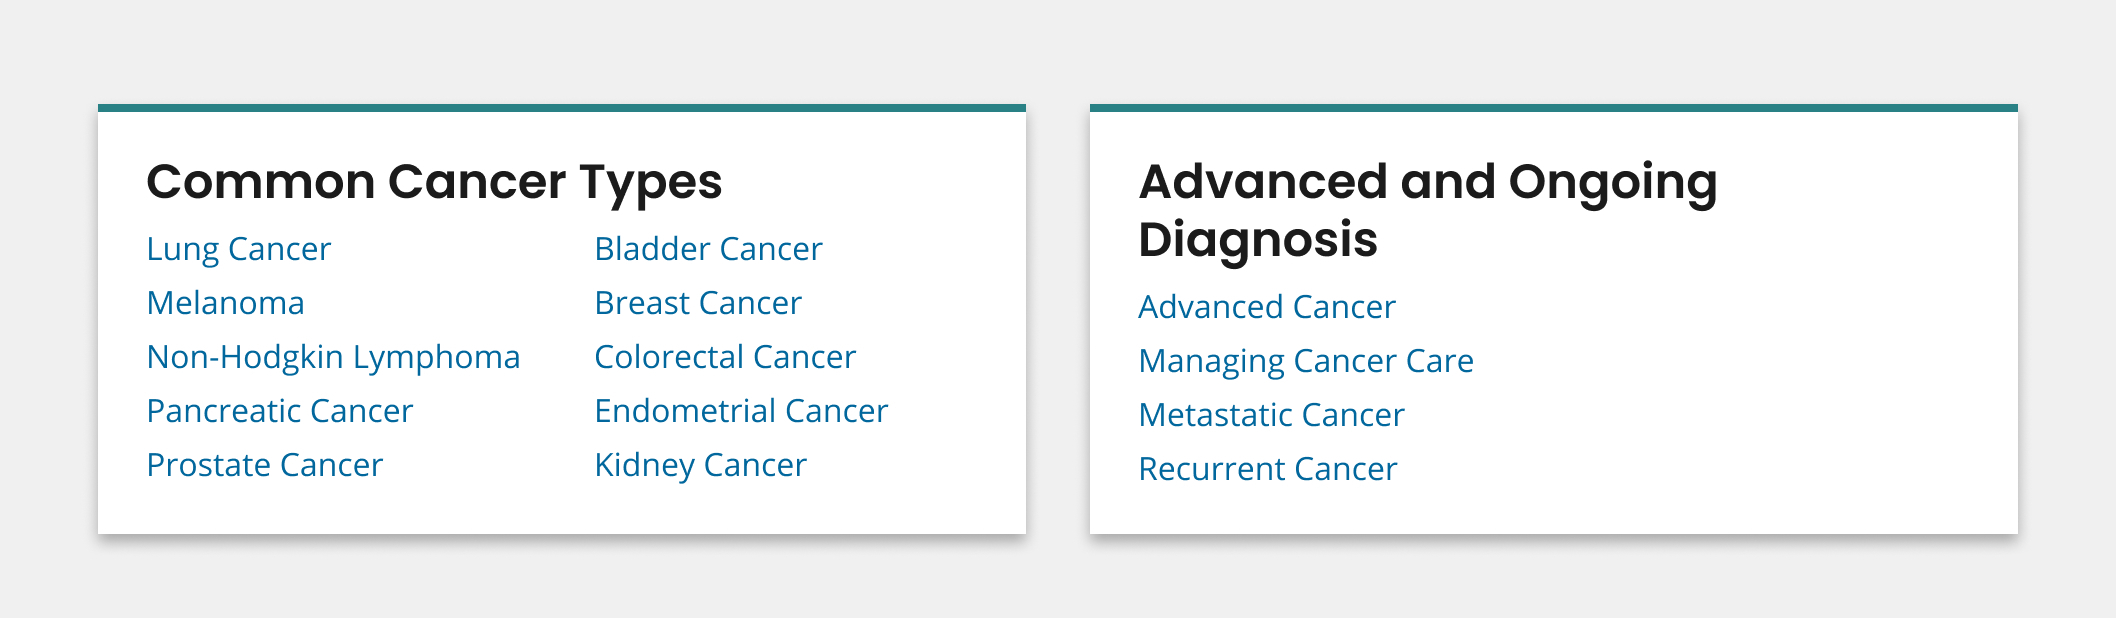 Common Cancer Types
Lung Cancer
Melanoma
Non-Hodgkin Lymphoma
Pancreatic Cancer
Prostate Cancer
Bladder Cancer
Breast Cancer
Colorectal Cancer
Endometrial Cancer
Kidney Cancer
Advanced and Ongoing
Diagnosis
Advanced Cancer
Managing Cancer Care
Metastatic Cancer
Recurrent Cancer